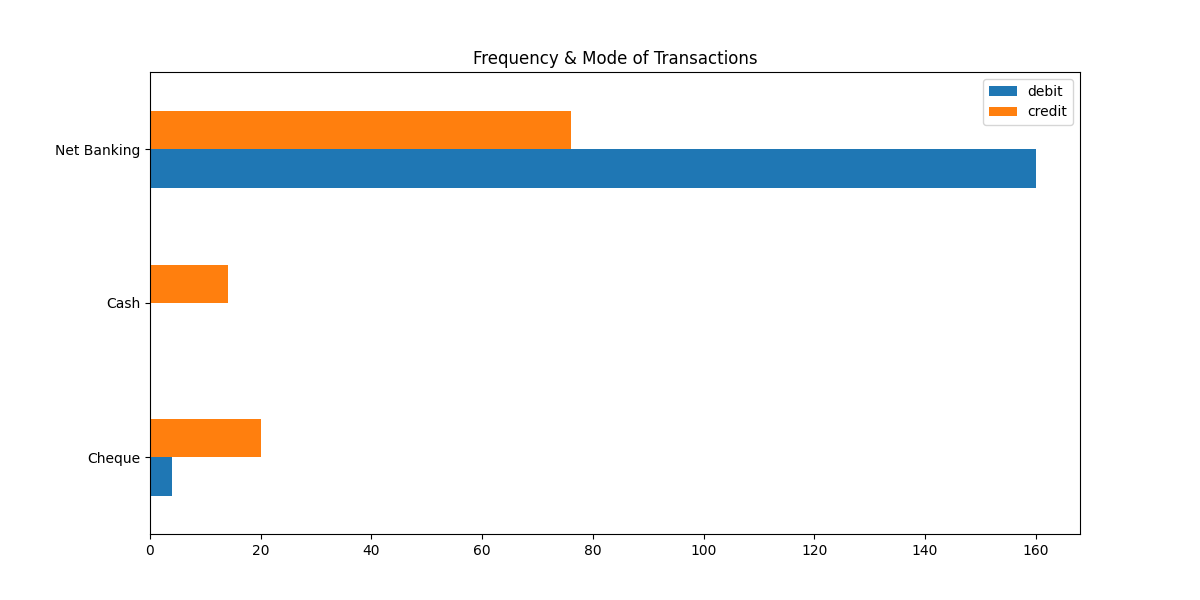 Frequency & Mode of Transactions
debit
credit
Net Banking
Cash
Cheque
0 20 40 60 80 100 120 140 160